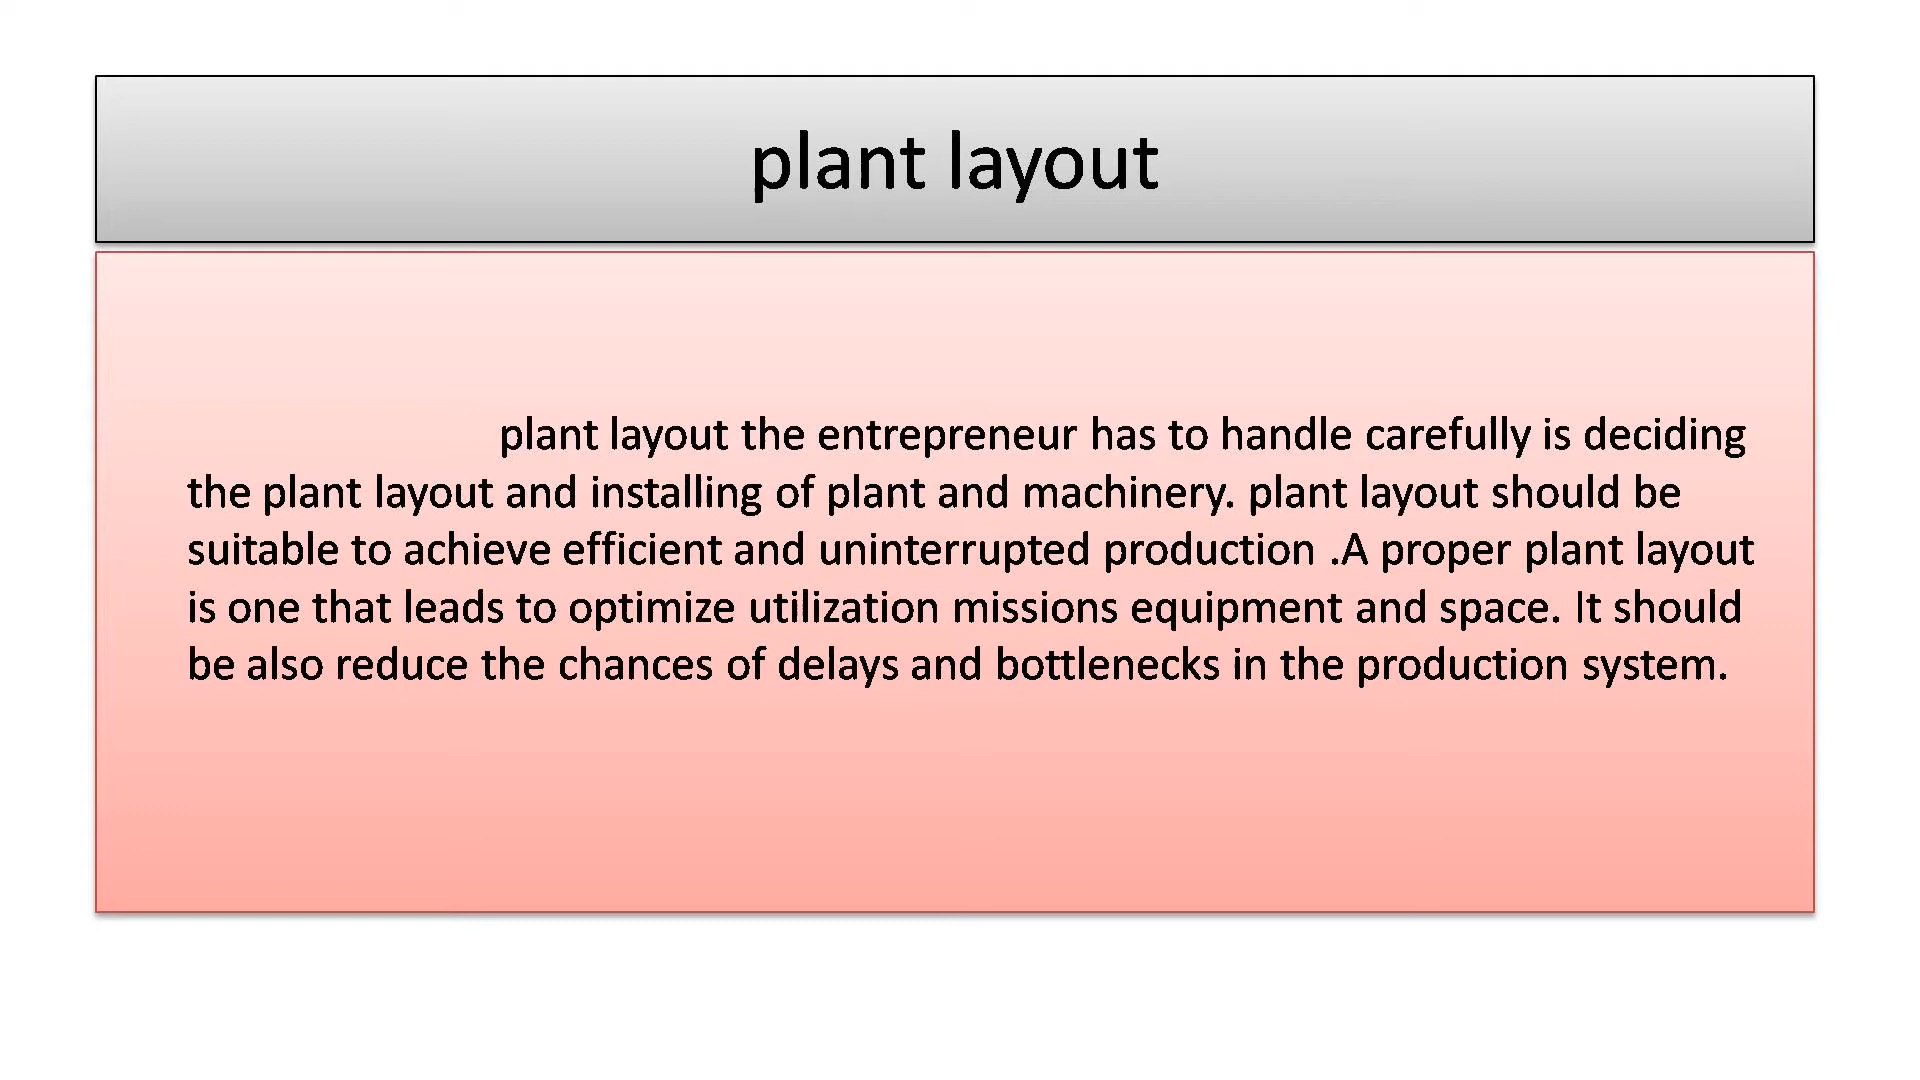 plant layout
plant layout the entrepreneur has to handle carefully is deciding
the plant layout and installing of plant and machinery. plant layout should be
suitable to achieve efficient and uninterrupted production .A proper plant layout
is one that leads to optimize utilization missions equipment and space. It should
be also reduce the chances of delays and bottlenecks in the production system.